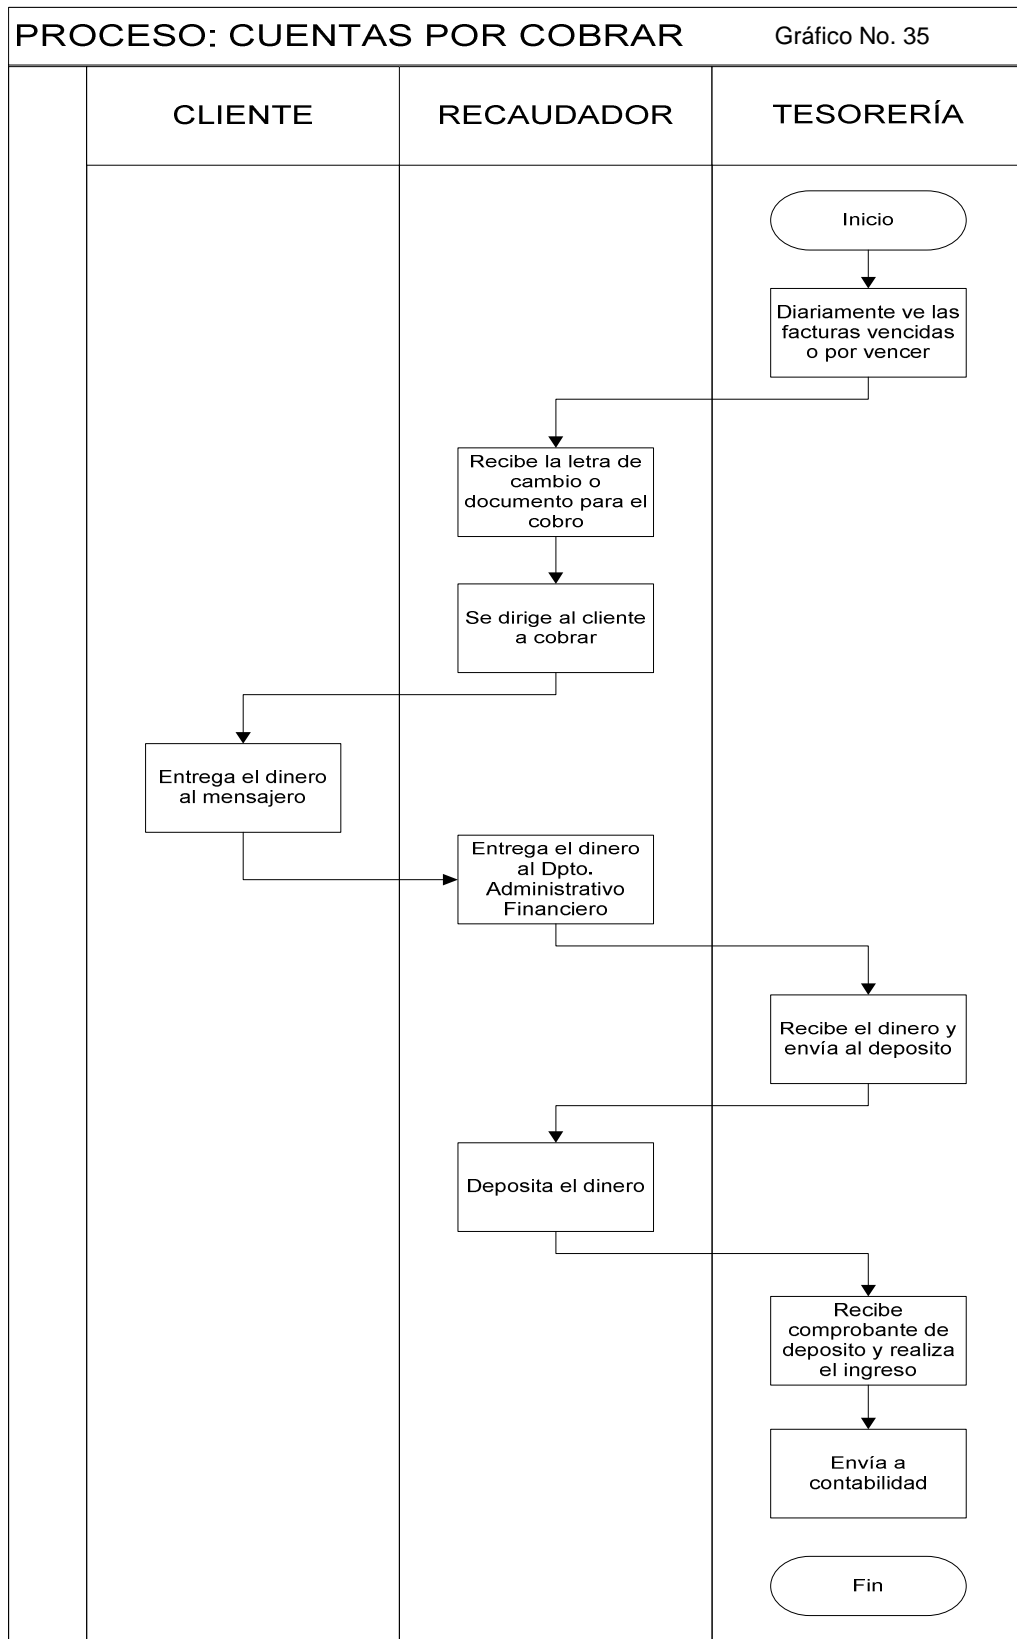 PROCESO: CUENTAS POR COBRAR
Gráfico No. 35
CLIENTE
RECAUDADOR
TESORERÍA
Inicio
Diariamente ve las
facturas vencidas
o por vencer
Recibe la letra de
cambio o
documento para el
cobro
Se dirige al cliente
a cobrar
Entrega el dinero
al mensajero
Entrega el dinero
al Dpto.
Administrativo
Financiero
Recibe el dinero y
envía al deposito
Deposita el dinero
Recibe
comprobante de
deposito y realiza
el ingreso
Envía a
contabilidad
Fin